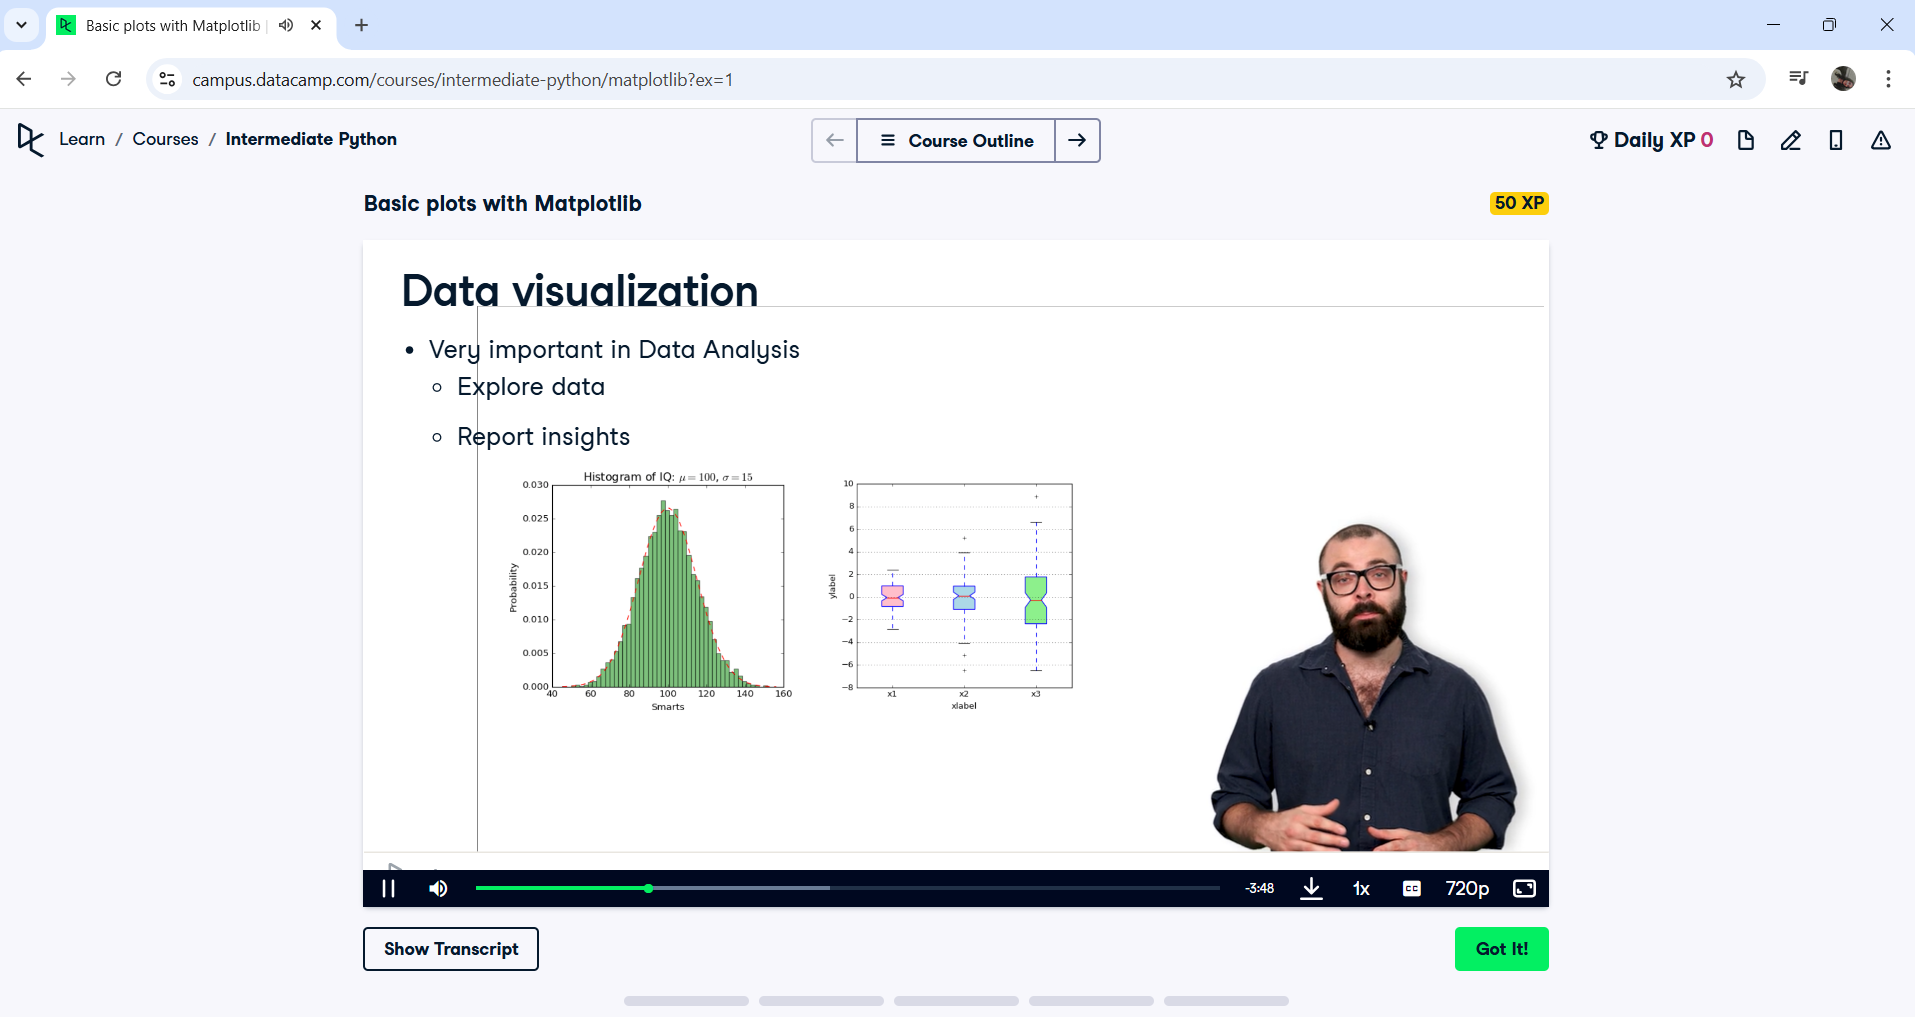 Basic plots with Matplotlib
campus.datacamp.com/courses/intermediate-python/matplotlib?ex=1
Learn / Courses / Intermediate Python
Course Outline
Daily XP 0
Basic plots with Matplotlib
50 XP
Data visualization
• Very important in Data Analysis
○ Explore data
○ Report insights
Histogram of IQ: μ = 100, σ = 15
0.030
0.025
0.020
0.015
0.010
0.005
0.000
Probability
40 60 80 100 120 140 160
Smarts
10
8
6
4
2
0
−2
−4
−6
−8
ylabel
x1 x2 x3
xlabel
-3:48
1x
CC
720p
Show Transcript
Got It!